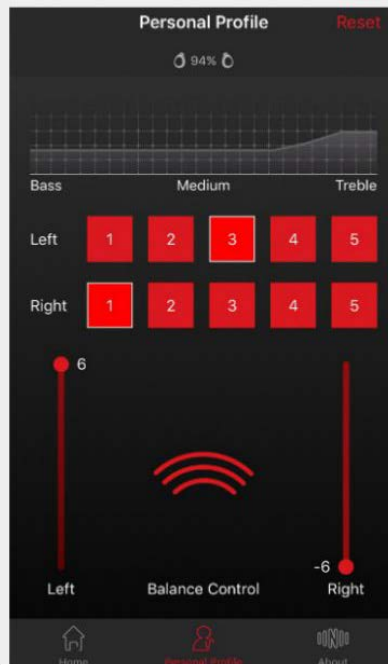 Personal Profile Reset
94%
Bass Medium Treble
Left 1 2 3 4 5
Right 1 2 3 4 5
6
-6
Left Balance Control Right
Home Personal Profile About